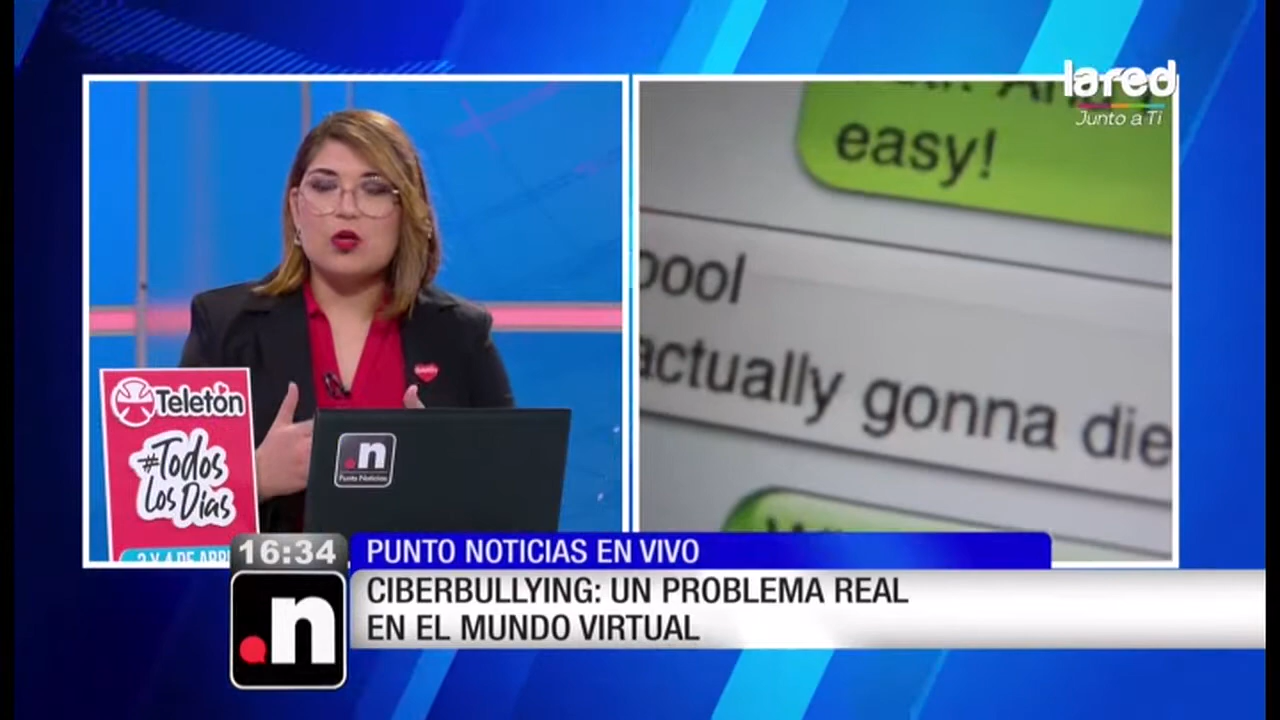 lared
Junto a Ti
easy!
pool
actually gonna die
Teletón
#Todos
Los Días
.n
Punto Noticias
16:34
PUNTO NOTICIAS EN VIVO
.n
CIBERBULLYING: UN PROBLEMA REAL
EN EL MUNDO VIRTUAL